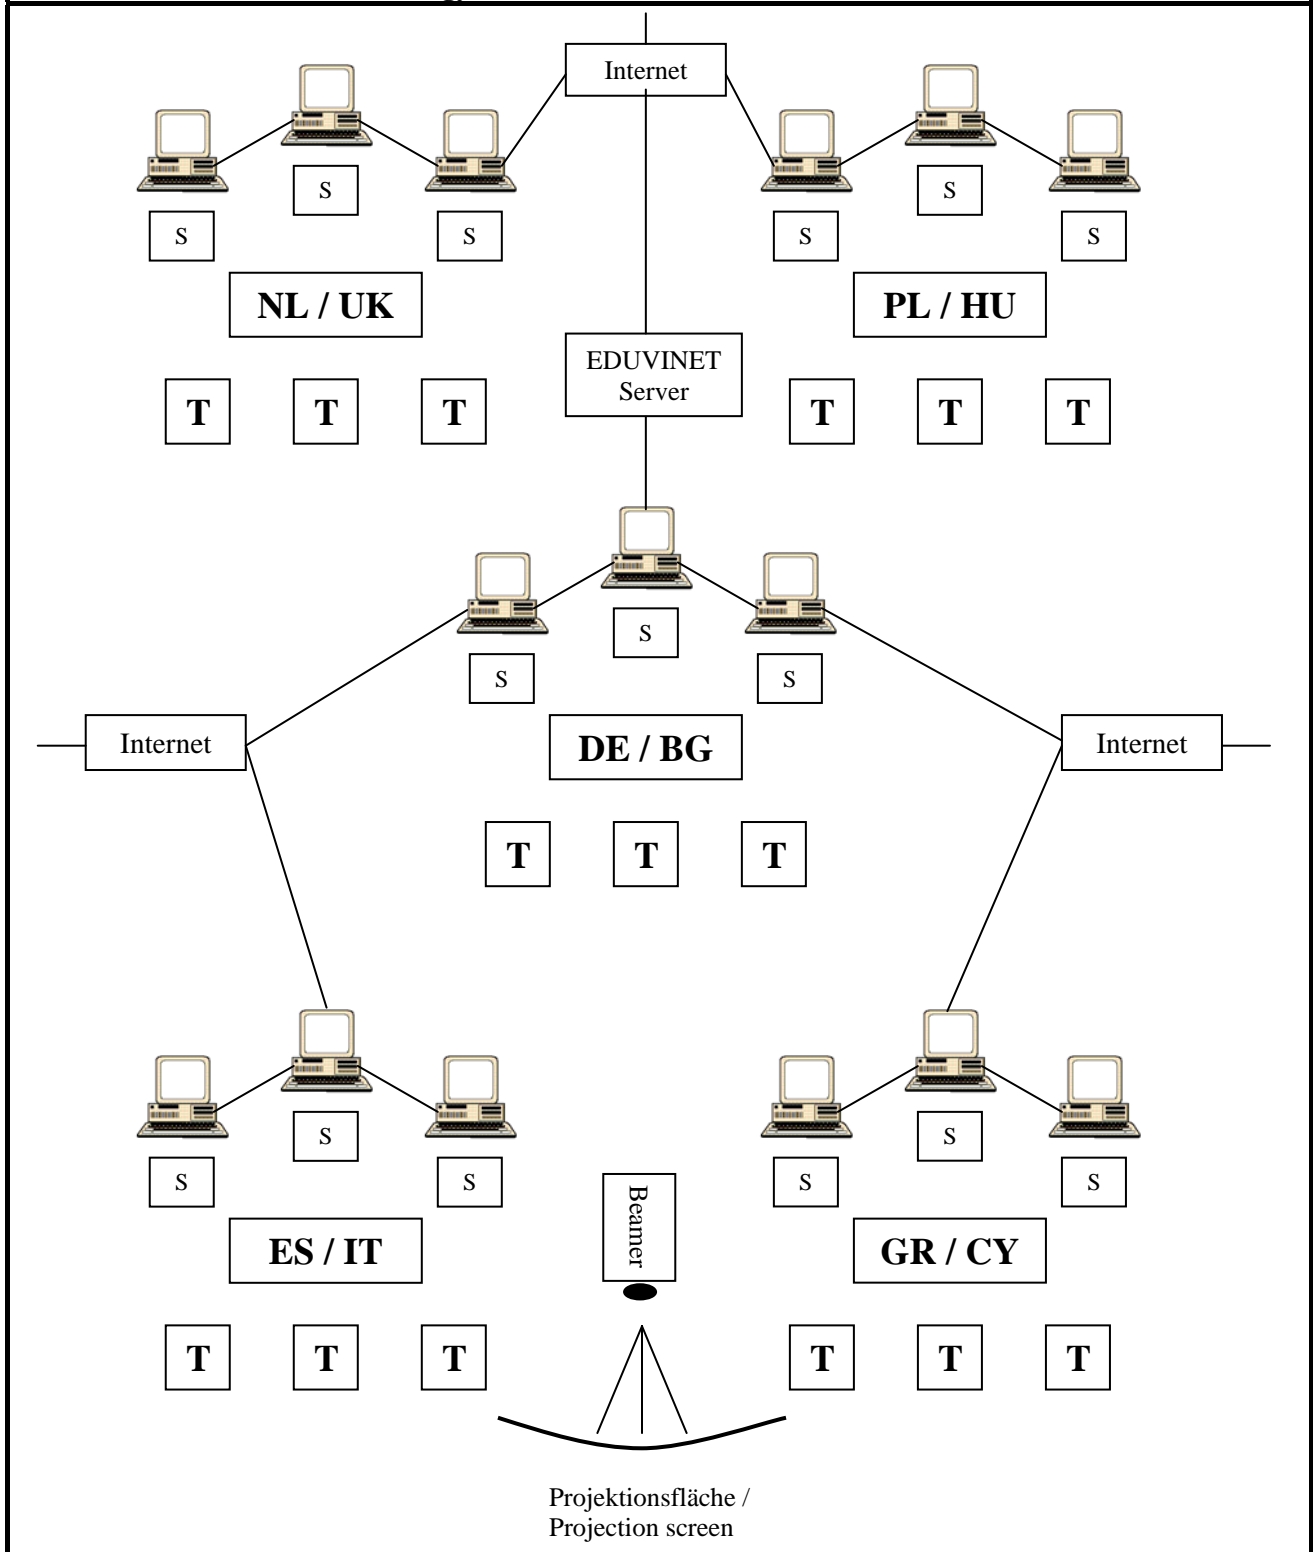 Internet
S
S
S
S
S
S
NL / UK
PL / HU
EDUVINET
Server
T
T
T
T
T
T
S
S
S
Internet
DE / BG
Internet
T
T
T
S
S
S
S
S
S
Beamer
ES / IT
GR / CY
T
T
T
T
T
T
Projektionsfläche /
Projection screen